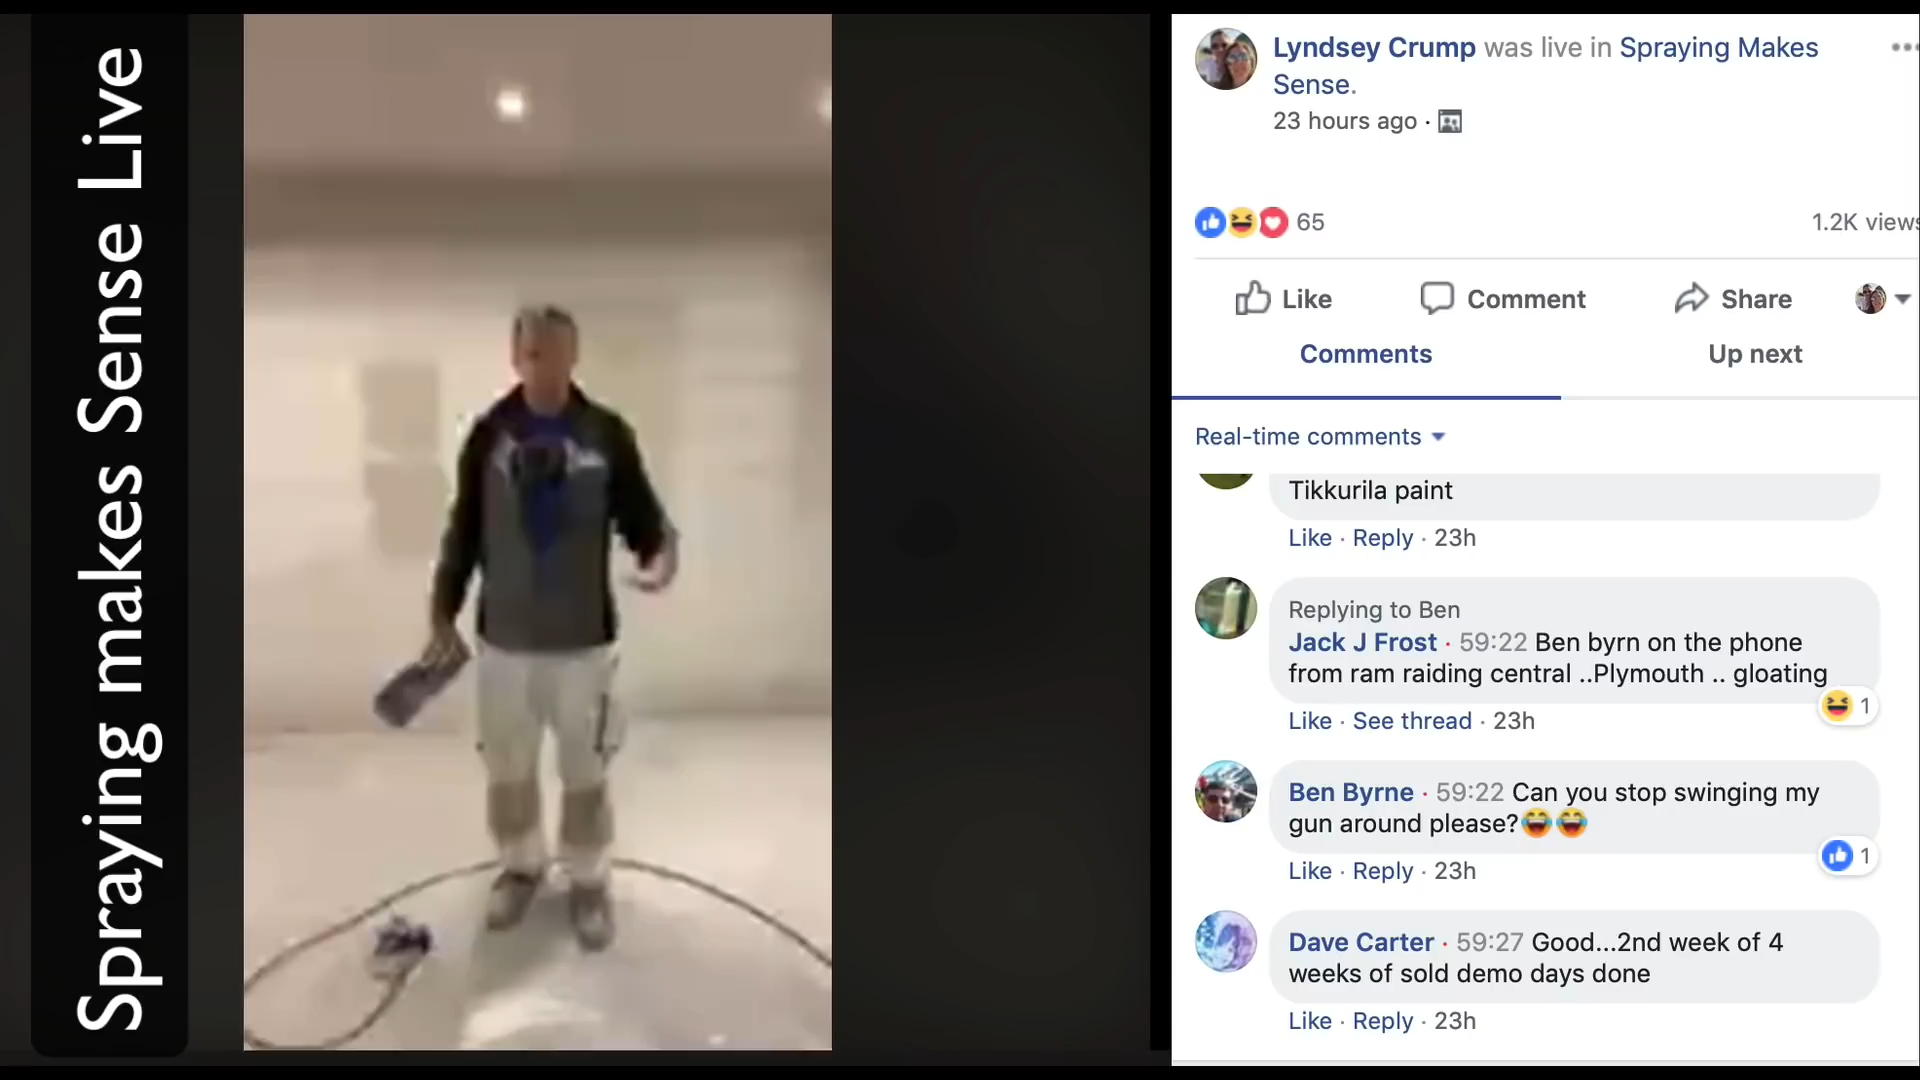 Spraying makes Sense Live
Lyndsey Crump was live in Spraying Makes
Sense.
23 hours ago ·
65
1.2K views
Like
Comment
Share
Comments
Up next
Real-time comments
Tikkurila paint
Like · Reply · 23h
Replying to Ben
Jack J Frost · 59:22 Ben byrn on the phone
from ram raiding central ..Plymouth .. gloating
1
Like · See thread · 23h
Ben Byrne · 59:22 Can you stop swinging my
gun around please?😂😂
1
Like · Reply · 23h
Dave Carter · 59:27 Good...2nd week of 4
weeks of sold demo days done
Like · Reply · 23h